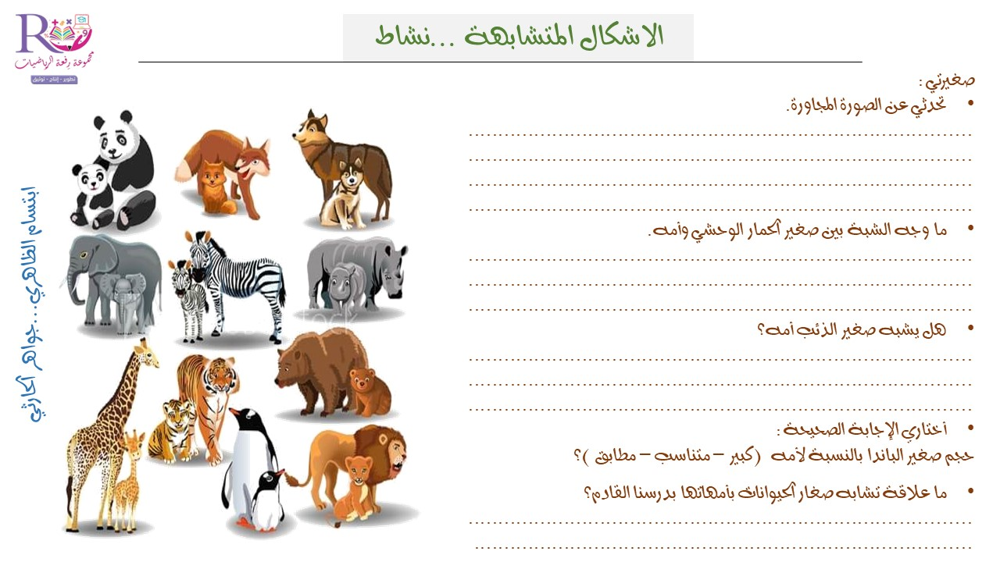 الاشكال المتشابهة ...نشاط
R
مجموعة رفعة الرياضيات
تطوير - إنتاج - توثيق
صغيرتي :
• تحدثي عن الصورة المجاورة.
• ما وجه الشبة بين صغير الحمار الوحشي وأمه.
• هل يشبه صغير الذئب أمه؟
• أختاري الإجابة الصحيحة :
حجم صغير الباندا بالنسبة لأمه (كبير – متناسب – مطابق )؟
• ما علاقة تشابه صغار الحيوانات بأمهاتها بدرسنا القادم؟
ابتسام الظاهري...جواهر الحارثي